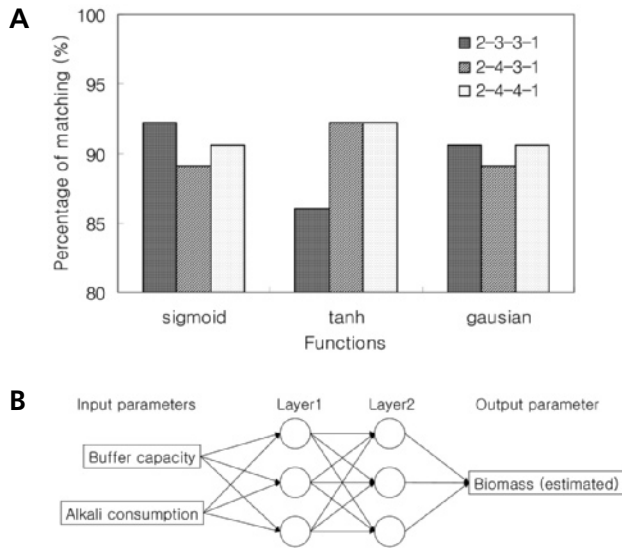 A
Percentage of matching (%)
100
95
90
85
80
2-3-3-1
2-4-3-1
2-4-4-1
sigmoid tanh gausian
Functions
B
Input parameters Layer1 Layer2 Output parameter
Buffer capacity
Alkali consumption
Biomass (estimated)